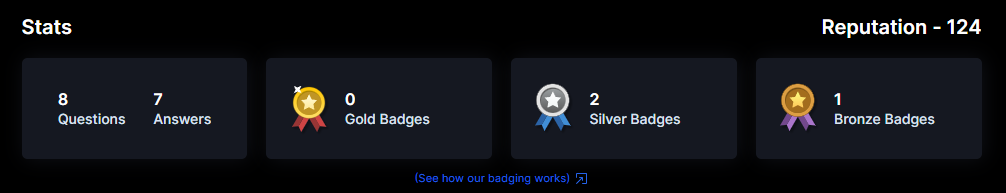 Stats
Reputation - 124
8
Questions
7
Answers
0
Gold Badges
2
Silver Badges
1
Bronze Badges
(See how our badging works)